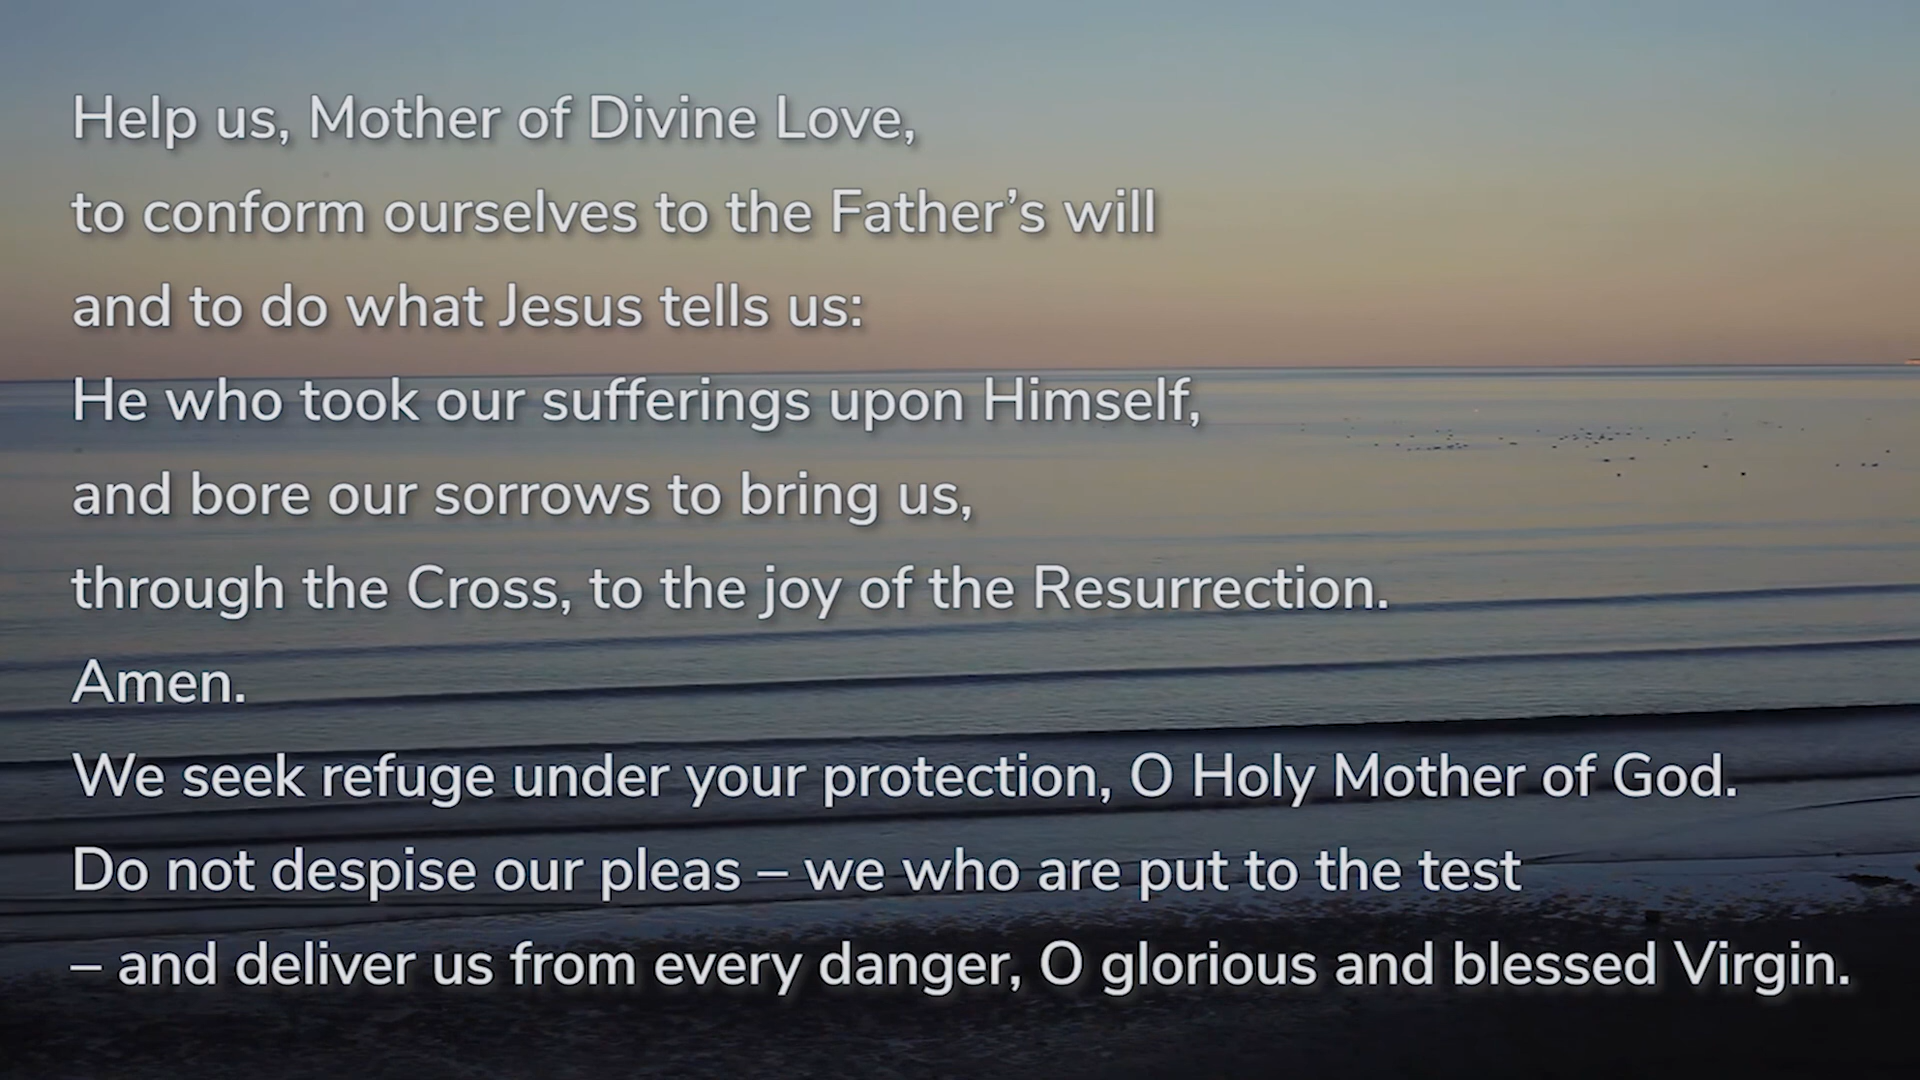 Help us, Mother of Divine Love,
to conform ourselves to the Father’s will
and to do what Jesus tells us:
He who took our sufferings upon Himself,
and bore our sorrows to bring us,
through the Cross, to the joy of the Resurrection.
Amen.
We seek refuge under your protection, O Holy Mother of God.
Do not despise our pleas – we who are put to the test
– and deliver us from every danger, O glorious and blessed Virgin.